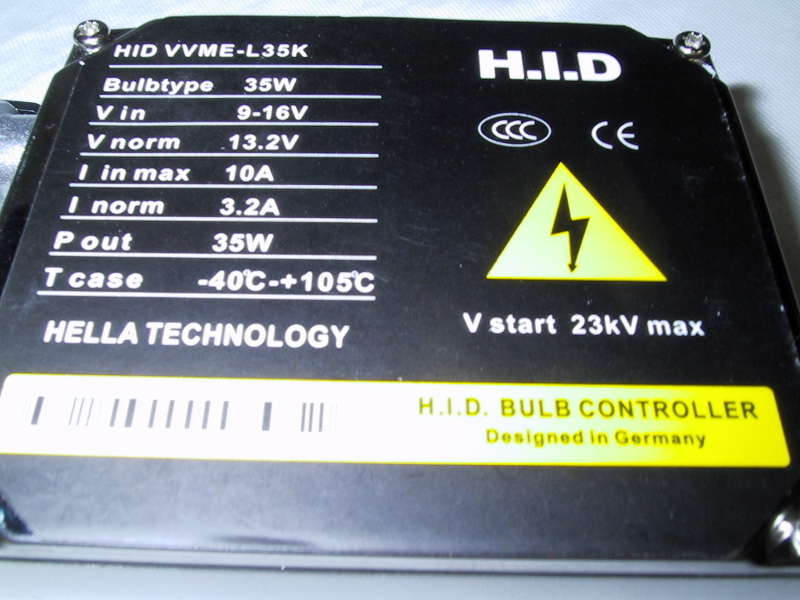 HID VVME-L35K
Bulbtype 35W
V in 9-16V
V norm 13.2V
I in max 10A
I norm 3.2A
P out 35W
T case -40℃-+105℃
HELLA TECHNOLOGY
H.I.D
CCC CE
V start 23kV max
H.I.D. BULB CONTROLLER
Designed in Germany